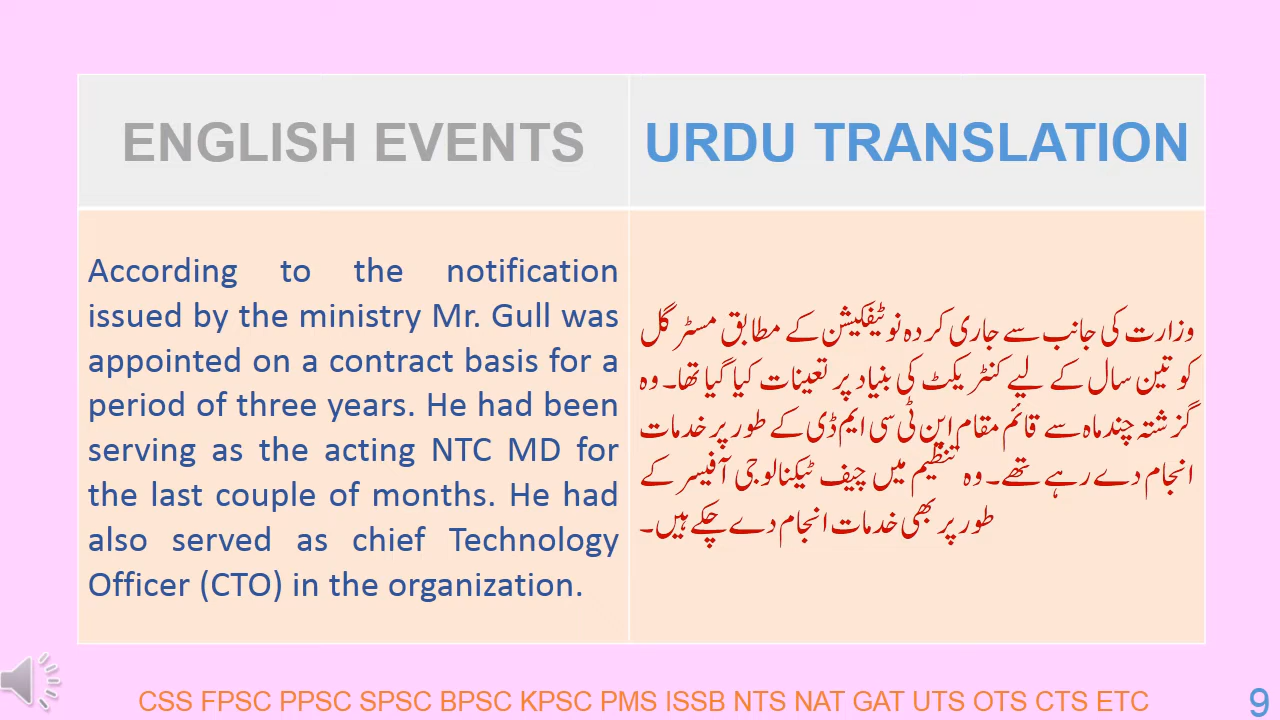 ENGLISH EVENTS
URDU TRANSLATION
According to the notification
issued by the ministry Mr. Gull was
appointed on a contract basis for a
period of three years. He had been
serving as the acting NTC MD for
the last couple of months. He had
also served as chief Technology
Officer (CTO) in the organization.
وزارت کی جانب سے جاری کردہ نوٹیفکیشن کے مطابق مسٹر گل
کو تین سال کے لیے کنٹریکٹ کی بنیاد پر تعینات کیا گیا تھا۔ وہ
گزشتہ چند ماہ سے قائم مقام این ٹی سی ایم ڈی کے طور پر خدمات
انجام دے رہے تھے۔ وہ تنظیم میں چیف ٹیکنالوجی آفیسر کے
طور پر بھی خدمات انجام دے چکے ہیں۔
CSS FPSC PPSC SPSC BPSC KPSC PMS ISSB NTS NAT GAT UTS OTS CTS ETC
9